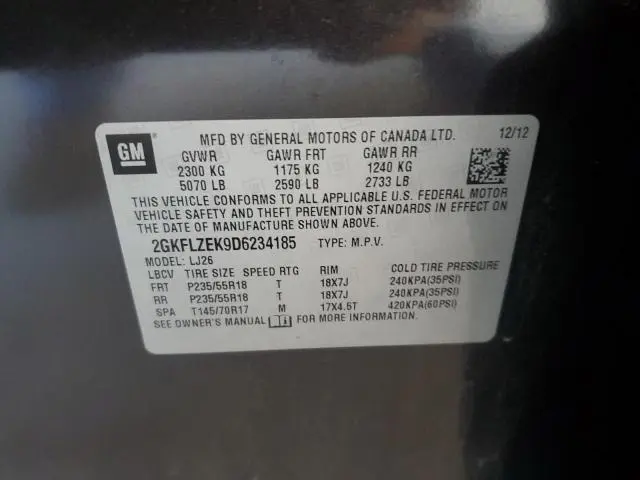 GM
MFD BY GENERAL MOTORS OF CANADA LTD. 12/12
GVWR GAWR FRT GAWR RR
2300 KG 1175 KG 1240 KG
5070 LB 2590 LB 2733 LB
THIS VEHICLE CONFORMS TO ALL APPLICABLE U.S. FEDERAL MOTOR
VEHICLE SAFETY AND THEFT PREVENTION STANDARDS IN EFFECT ON
THE DATE OF MANUFACTURE SHOWN ABOVE.
2GKFLZEK9D6234185 TYPE: M.P.V.
MODEL: LJ26
LBCV TIRE SIZE SPEED RTG RIM COLD TIRE PRESSURE
FRT P235/55R18 T 18X7J 240KPA(35PSI)
RR P235/55R18 T 18X7J 240KPA(35PSI)
SPA T145/70R17 M 17X4.5T 420KPA(60PSI)
SEE OWNER'S MANUAL FOR MORE INFORMATION.